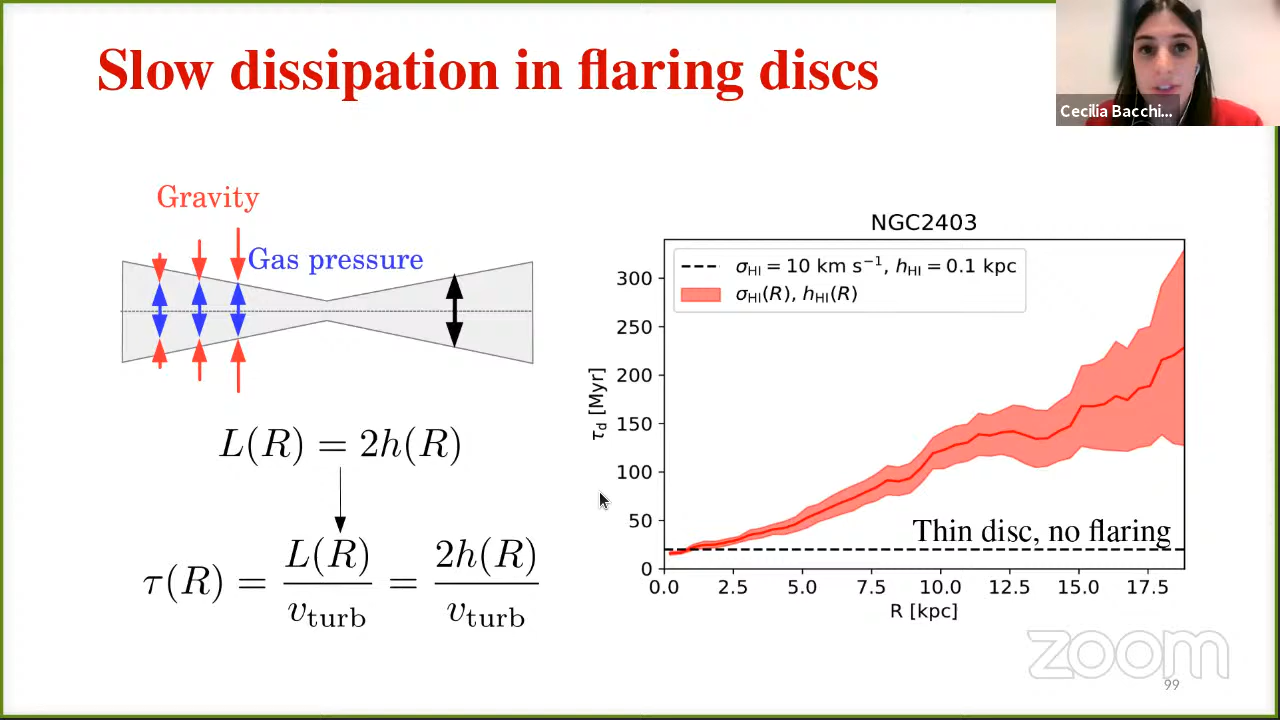 Slow dissipation in flaring discs
Cecilia Bacchi...
Gravity
Gas pressure
L(R) = 2h(R)
τ(R) = L(R)/v_turb = 2h(R)/v_turb
NGC2403
σ_HI = 10 km s⁻¹, h_HI = 0.1 kpc
σ_HI(R), h_HI(R)
τ_d [Myr]
300
250
200
150
100
50
0
Thin disc, no flaring
0.0 2.5 5.0 7.5 10.0 12.5 15.0 17.5
R [kpc]
zoom
99